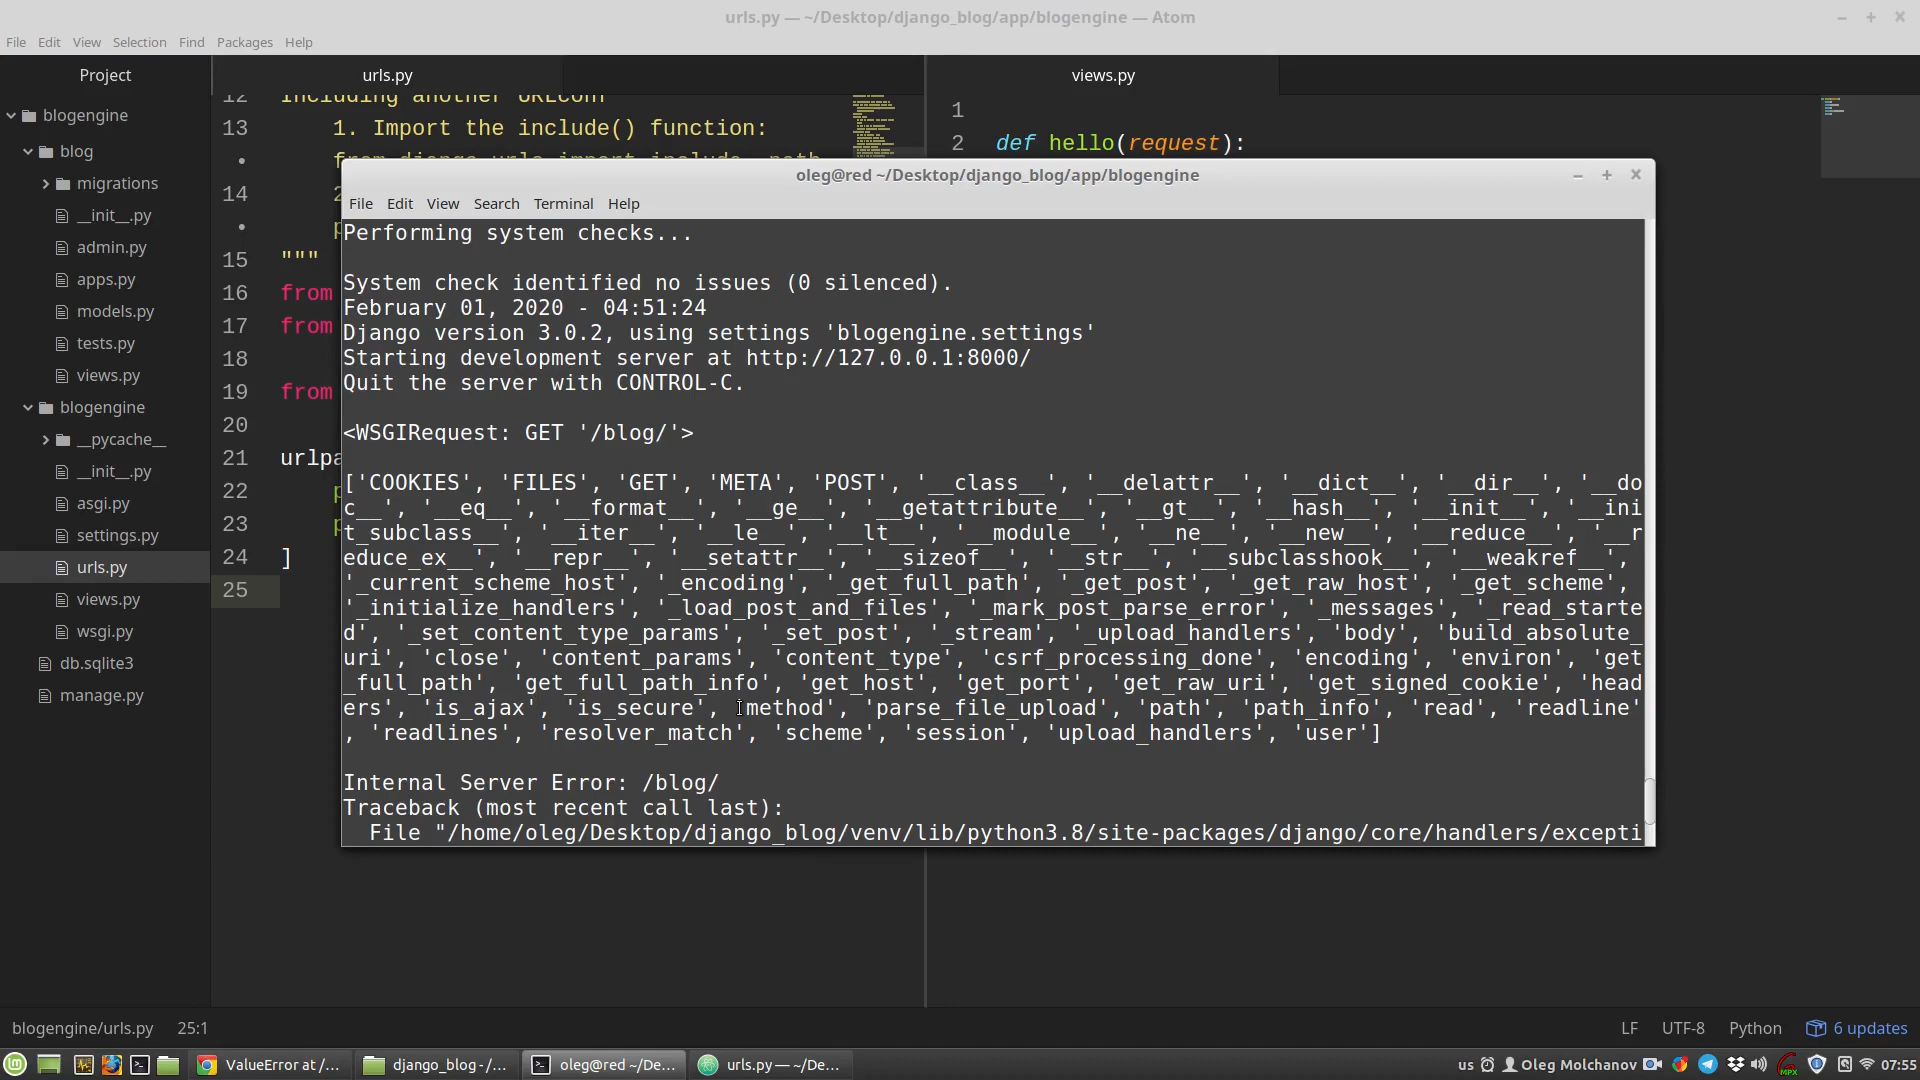 urls.py — ~/Desktop/django_blog/app/blogengine — Atom
File Edit View Selection Find Packages Help
Project
urls.py
views.py
blogengine
blog
migrations
__init__.py
admin.py
apps.py
models.py
tests.py
views.py
blogengine
__pycache__
__init__.py
asgi.py
settings.py
urls.py
views.py
wsgi.py
db.sqlite3
manage.py
12 Including another URLconf
13 1. Import the include() function:
• from django.urls import include, path
14 2
•
15 """
16 from
17 from
18
19 from
20
21 urlpa
22 p
23 p
24 ]
25
1
2 def hello(request):
oleg@red ~/Desktop/django_blog/app/blogengine
File Edit View Search Terminal Help
Performing system checks...
System check identified no issues (0 silenced).
February 01, 2020 - 04:51:24
Django version 3.0.2, using settings 'blogengine.settings'
Starting development server at http://127.0.0.1:8000/
Quit the server with CONTROL-C.
<WSGIRequest: GET '/blog/'>
['COOKIES', 'FILES', 'GET', 'META', 'POST', '__class__', '__delattr__', '__dict__', '__dir__', '__do
c__', '__eq__', '__format__', '__ge__', '__getattribute__', '__gt__', '__hash__', '__init__', '__ini
t_subclass__', '__iter__', '__le__', '__lt__', '__module__', '__ne__', '__new__', '__reduce__', '__r
educe_ex__', '__repr__', '__setattr__', '__sizeof__', '__str__', '__subclasshook__', '__weakref__',
'_current_scheme_host', '_encoding', '_get_full_path', '_get_post', '_get_raw_host', '_get_scheme',
'_initialize_handlers', '_load_post_and_files', '_mark_post_parse_error', '_messages', '_read_starte
d', '_set_content_type_params', '_set_post', '_stream', '_upload_handlers', 'body', 'build_absolute_
uri', 'close', 'content_params', 'content_type', 'csrf_processing_done', 'encoding', 'environ', 'get
_full_path', 'get_full_path_info', 'get_host', 'get_port', 'get_raw_uri', 'get_signed_cookie', 'head
ers', 'is_ajax', 'is_secure', 'method', 'parse_file_upload', 'path', 'path_info', 'read', 'readline'
, 'readlines', 'resolver_match', 'scheme', 'session', 'upload_handlers', 'user']
Internal Server Error: /blog/
Traceback (most recent call last):
File "/home/oleg/Desktop/django_blog/venv/lib/python3.8/site-packages/django/core/handlers/excepti
blogengine/urls.py 25:1
LF UTF-8 Python 6 updates
ValueError at /...
django_blog - /...
oleg@red ~/De...
urls.py — ~/De...
us Oleg Molchanov MPX 07:55